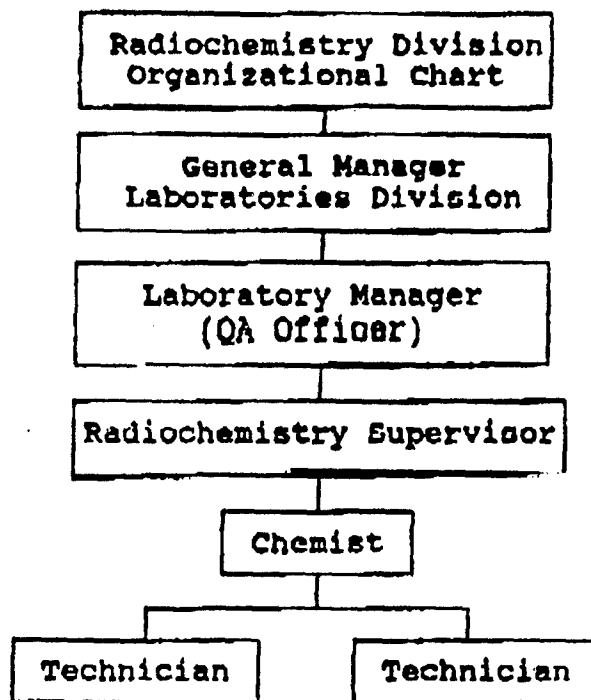 Radiochemistry Division
Organizational Chart
General Manager
Laboratories Division
Laboratory Manager
(QA Officer)
Radiochemistry Supervisor
Chemist
Technician
Technician